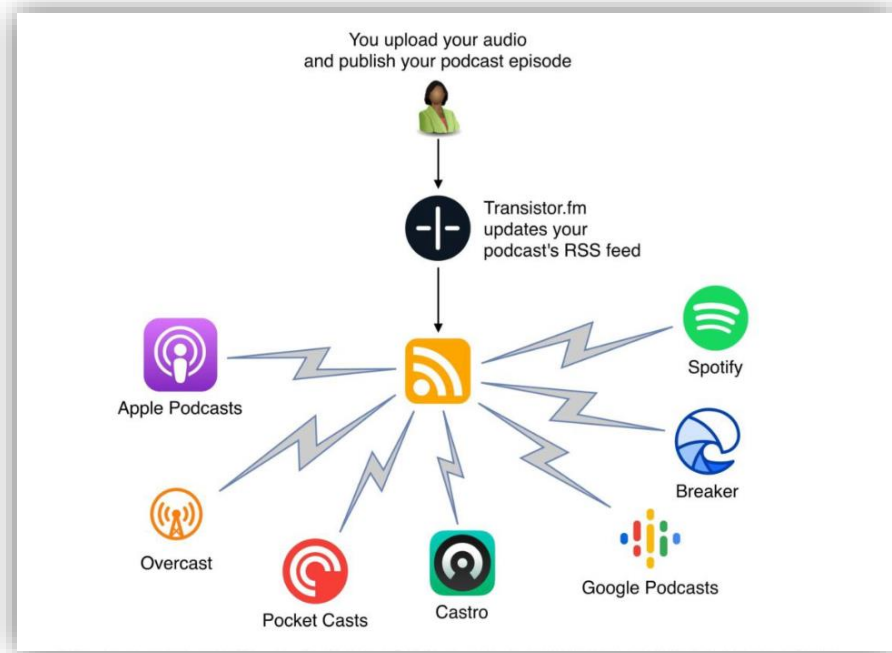 You upload your audio
and publish your podcast episode
Transistor.fm
updates your
podcast's RSS feed
Spotify
Apple Podcasts
Breaker
Overcast
Google Podcasts
Pocket Casts
Castro